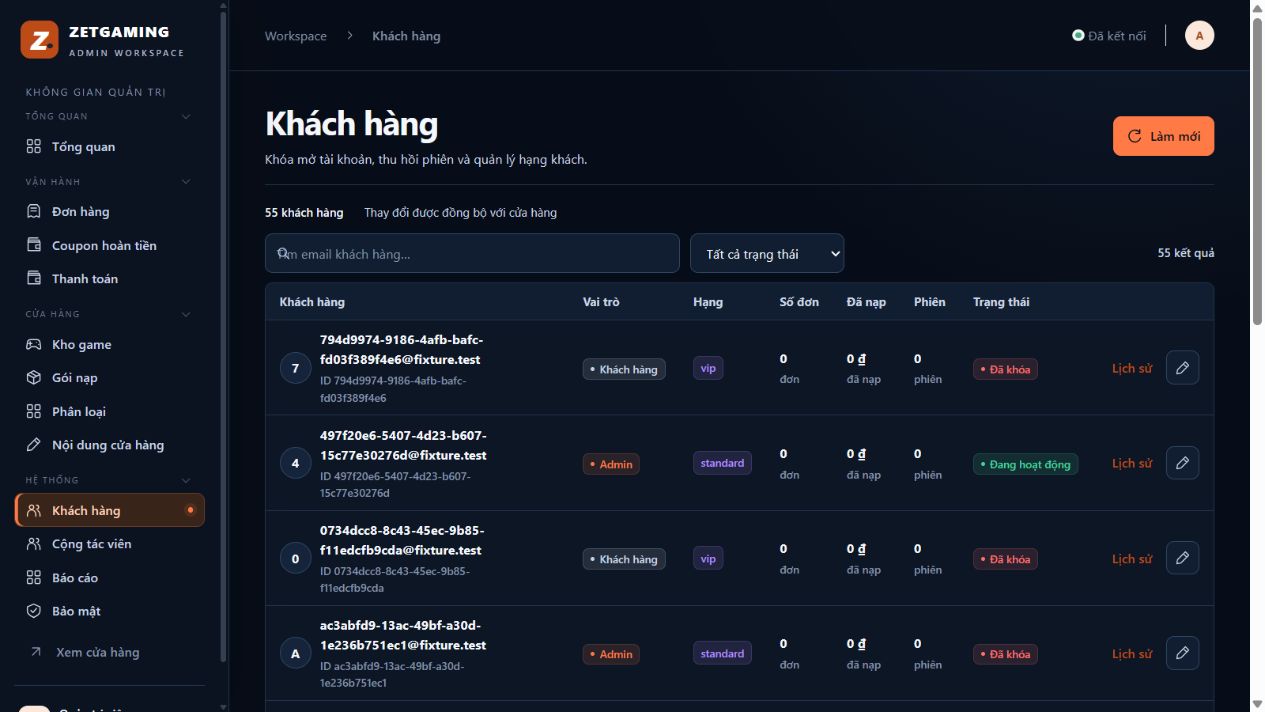 ZETGAMING
ADMIN WORKSPACE
KHÔNG GIAN QUẢN TRỊ
TỔNG QUAN
Tổng quan
VẬN HÀNH
Đơn hàng
Coupon hoàn tiền
Thanh toán
CỬA HÀNG
Kho game
Gói nạp
Phân loại
Nội dung cửa hàng
HỆ THỐNG
Khách hàng
Cộng tác viên
Báo cáo
Bảo mật
Xem cửa hàng
Workspace > Khách hàng
Đã kết nối
A
Khách hàng
Khóa mở tài khoản, thu hồi phiên và quản lý hạng khách.
Làm mới
55 khách hàng Thay đổi được đồng bộ với cửa hàng
Tìm email khách hàng...
Tất cả trạng thái
55 kết quả
Khách hàng Vai trò Hạng Số đơn Đã nạp Phiên Trạng thái
7
794d9974-9186-4afb-bafc-
fd03f389f4e6@fixture.test
ID 794d9974-9186-4afb-bafc-
fd03f389f4e6
Khách hàng
vip
0
đơn
0 ₫
đã nạp
0
phiên
Đã khóa
Lịch sử
4
497f20e6-5407-4d23-b607-
15c77e30276d@fixture.test
ID 497f20e6-5407-4d23-b607-
15c77e30276d
Admin
standard
0
đơn
0 ₫
đã nạp
0
phiên
Đang hoạt động
Lịch sử
0
0734dcc8-8c43-45ec-9b85-
f11edcfb9cda@fixture.test
ID 0734dcc8-8c43-45ec-9b85-
f11edcfb9cda
Khách hàng
vip
0
đơn
0 ₫
đã nạp
0
phiên
Đã khóa
Lịch sử
A
ac3abfd9-13ac-49bf-a30d-
1e236b751ec1@fixture.test
ID ac3abfd9-13ac-49bf-a30d-
1e236b751ec1
Admin
standard
0
đơn
0 ₫
đã nạp
0
phiên
Đã khóa
Lịch sử